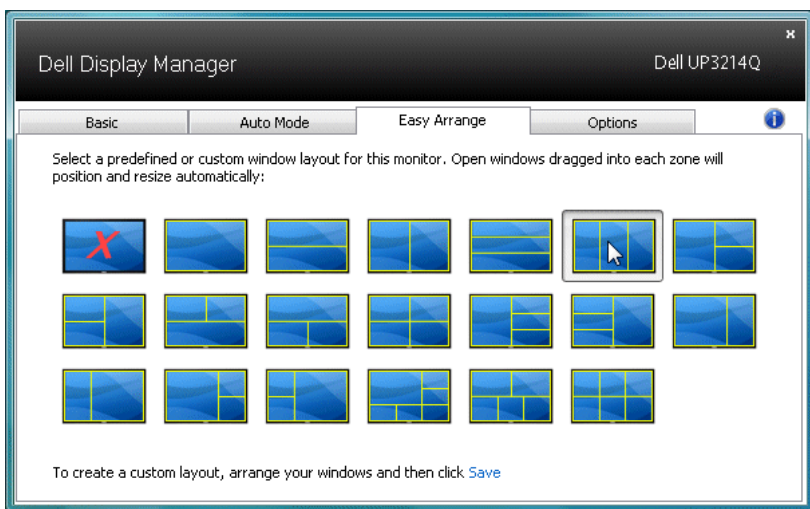 x
Dell Display Manager
Dell UP3214Q
Basic
Auto Mode
Easy Arrange
Options
i
Select a predefined or custom window layout for this monitor. Open windows dragged into each zone will
position and resize automatically:
X
To create a custom layout, arrange your windows and then click Save